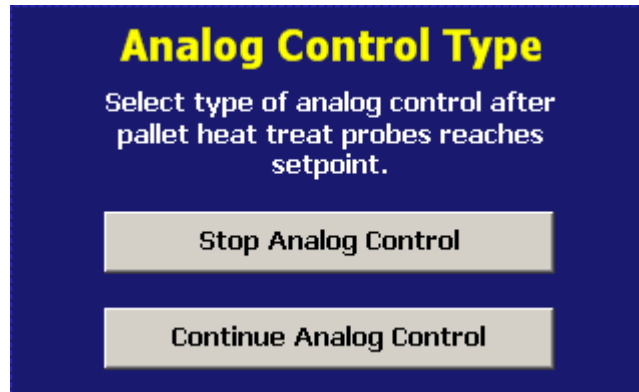 Analog Control Type
Select type of analog control after
pallet heat treat probes reaches
setpoint.
Stop Analog Control
Continue Analog Control